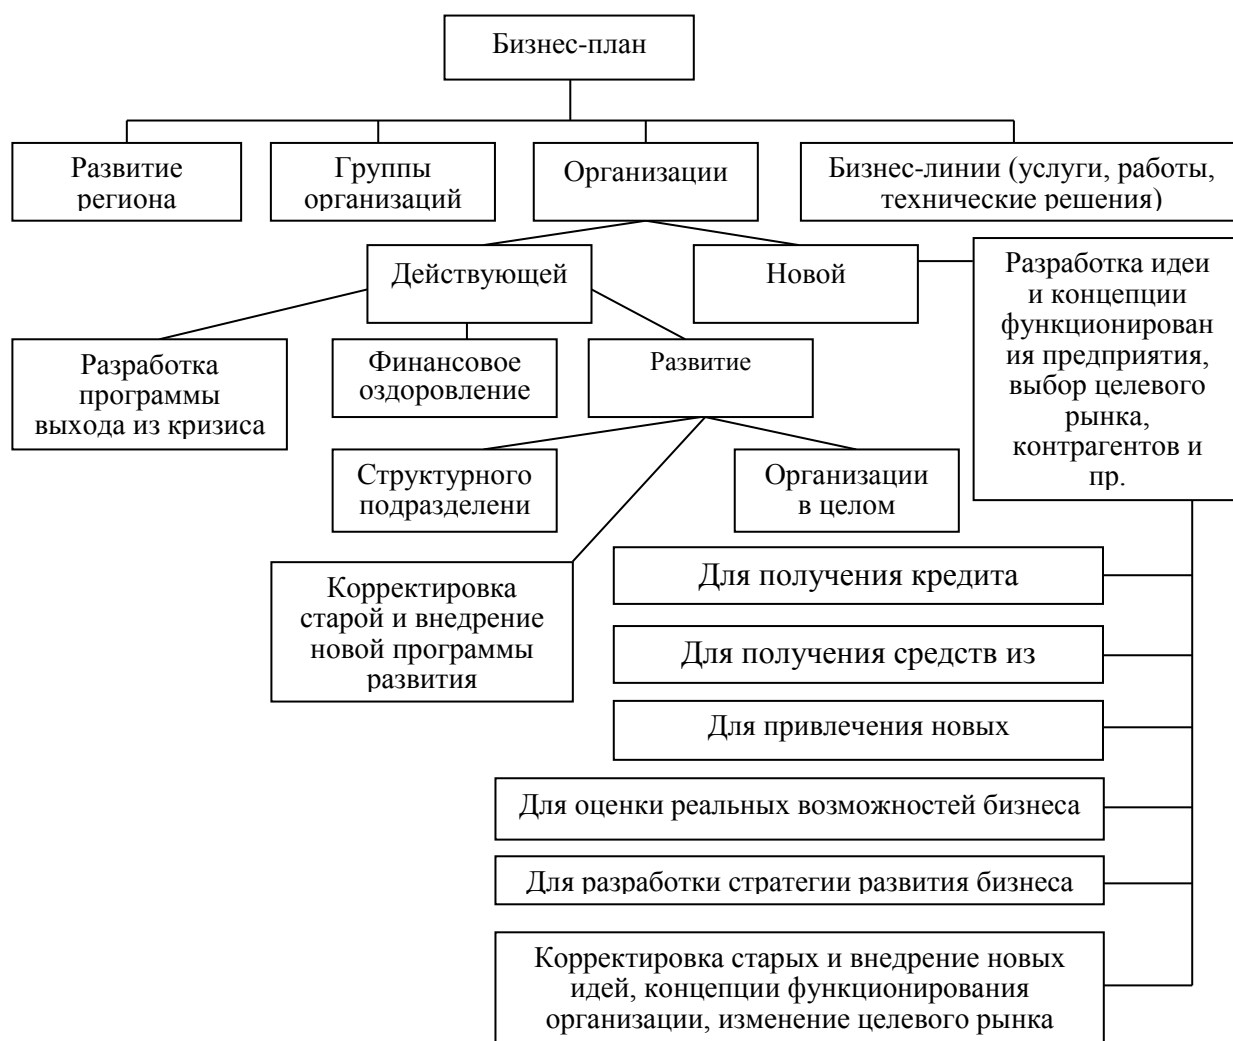 Бизнес-план
Развитие
региона
Группы
организаций
Организации
Бизнес-линии (услуги, работы,
технические решения)
Действующей
Новой
Разработка идеи
и концепции
функционирован
ия предприятия,
выбор целевого
рынка,
контрагентов и
пр.
Разработка
программы
выхода из кризиса
Финансовое
оздоровление
Развитие
Структурного
подразделени
Организации
в целом
Корректировка
старой и внедрение
новой программы
развития
Для получения кредита
Для получения средств из
Для привлечения новых
Для оценки реальных возможностей бизнеса
Для разработки стратегии развития бизнеса
Корректировка старых и внедрение новых
идей, концепции функционирования
организации, изменение целевого рынка